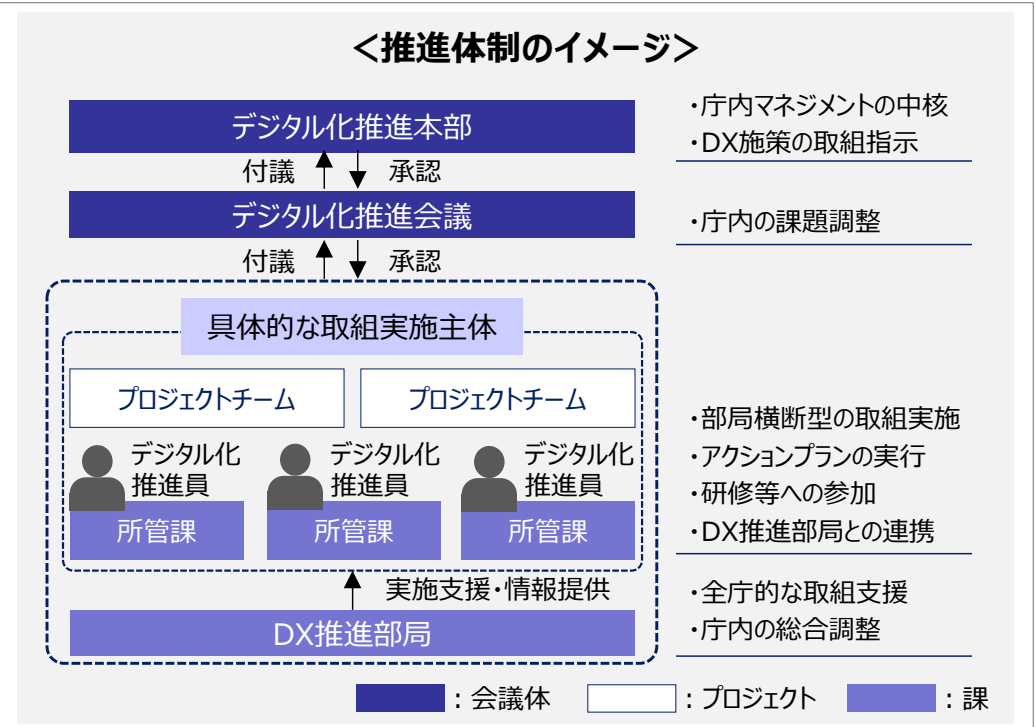 ＜推進体制のイメージ＞
デジタル化推進本部
・庁内マネジメントの中核
・DX施策の取組指示
付議 承認
デジタル化推進会議
・庁内の課題調整
付議 承認
具体的な取組実施主体
プロジェクトチーム プロジェクトチーム
デジタル化
推進員
デジタル化
推進員
デジタル化
推進員
所管課 所管課 所管課
・部局横断型の取組実施
・アクションプランの実行
・研修等への参加
・DX推進部局との連携
実施支援・情報提供
DX推進部局
・全庁的な取組支援
・庁内の総合調整
：会議体 ：プロジェクト ：課